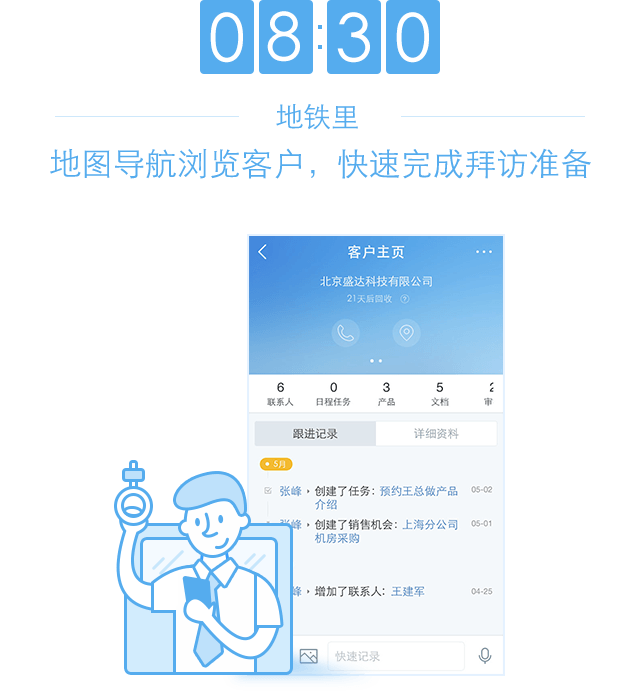 08:30
地铁里
地图导航浏览客户，快速完成拜访准备
客户主页
北京盛达科技有限公司
21天后回收 ?
6 0 3 5
联系人 日程任务 产品 文档 审
跟进记录 详细资料
5月
张峰 创建了任务：预约王总做产品 05-02
介绍
张峰 创建了销售机会：上海分公司 05-01
机房采购
峰 增加了联系人：王建军 04-25
快速记录